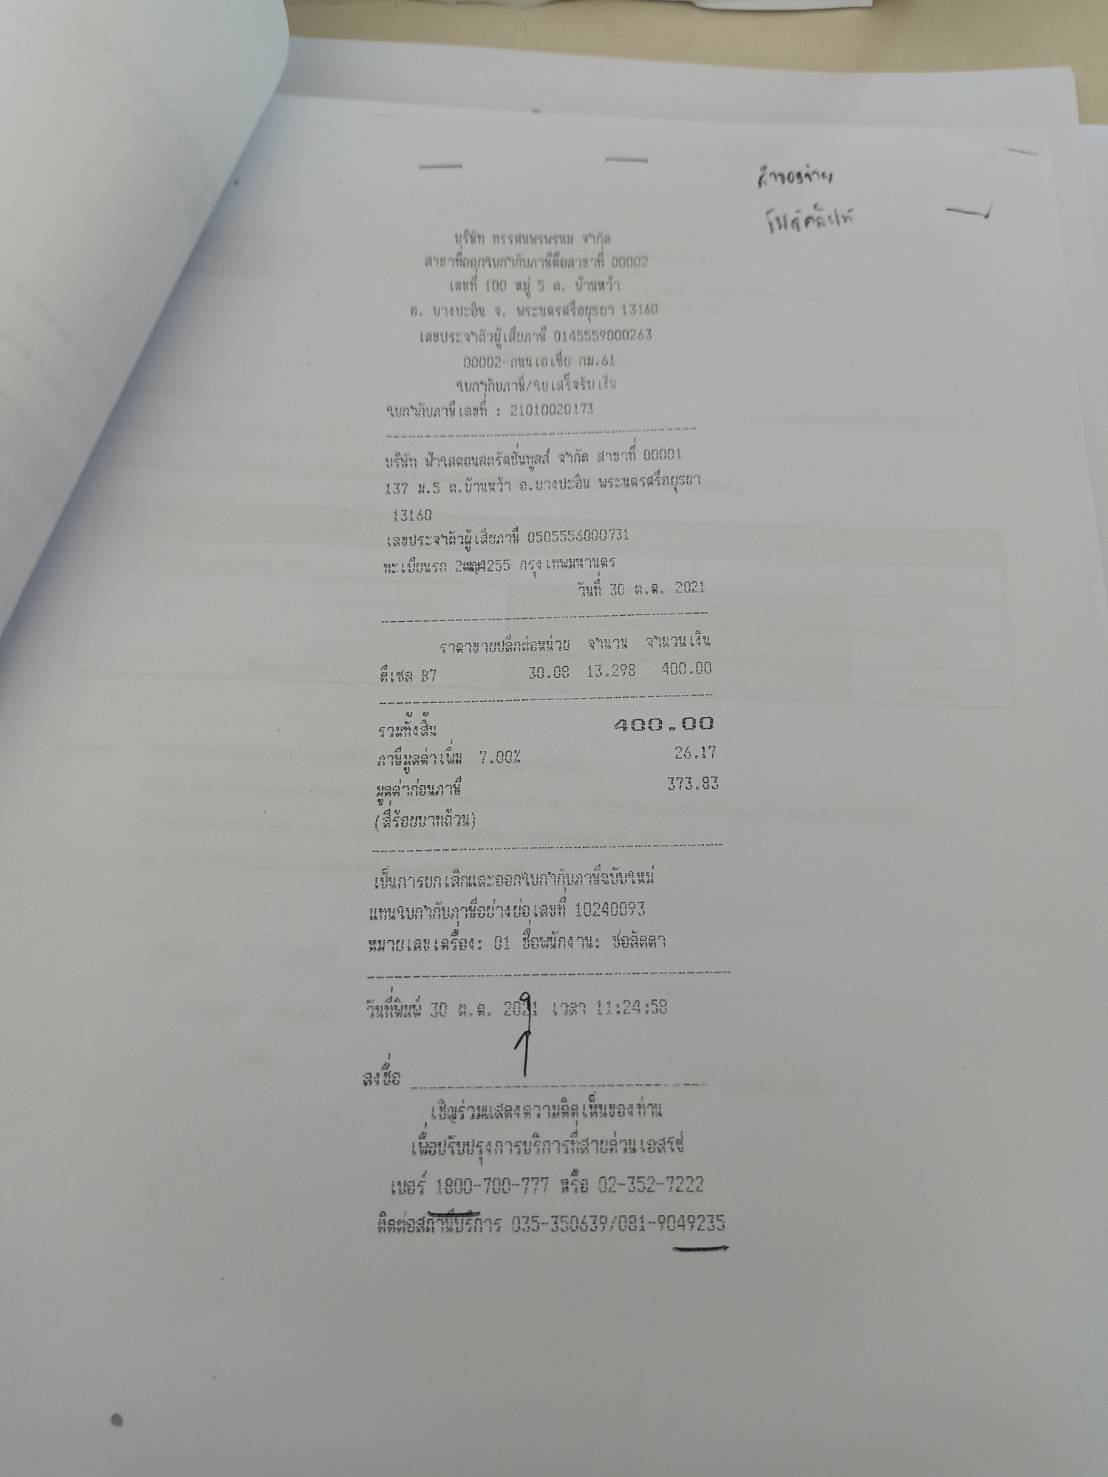 สำรองจ่าย
โฟล์คลิฟท์
บริษัท ทรรศนพรพรหม จำกัด
สาขาที่ออกใบกำกับภาษีคือสาขาที่ 00002
เลขที่ 100 หมู่ 5 ต. บ้านหว้า
อ. บางปะอิน จ. พระนครศรีอยุธยา 13160
เลขประจำตัวผู้เสียภาษี 0145559000263
00002-ถนนเอเชีย กม.61
ใบกำกับภาษี/ใบเสร็จรับเงิน
ใบกำกับภาษีเลขที่ : 21010020173
บริษัท ฟ้าใสคอนสตรัคชั่นทูลส์ จำกัด สาขาที่ 00001
137 ม.5 ต.บ้านหว้า อ.บางปะอิน พระนครศรีอยุธยา
13160
เลขประจำตัวผู้เสียภาษี 0505556000731
ทะเบียนรถ กรุงเทพมหานคร
วันที่ 30 ต.ค. 2021
ราคาขายปลีกต่อหน่วย จำนวน จำนวนเงิน
ดีเซล B7 30.08 13.298 400.00
รวมทั้งสิ้น 400.00
ภาษีมูลค่าเพิ่ม 7.00% 26.17
มูลค่าก่อนภาษี 373.83
(สี่ร้อยบาทถ้วน)
เป็นการยกเลิกและออกใบกำกับภาษีฉบับใหม่
แทนใบกำกับภาษีอย่างย่อเลขที่ 10240093
หมายเลขเครื่อง: 01 ชื่อพนักงาน: ช่อลัดดา
วันที่พิมพ์ 30 ต.ค. 2021 เวลา 11:24:58
ลงชื่อ
เชิญร่วมแสดงความคิดเห็นของท่าน
เพื่อปรับปรุงการบริการที่สายด่วนเอสโซ่
เบอร์ 1800-700-777 หรือ 02-352-7222
ติดต่อสถานีบริการ 035-350639/081-9049235